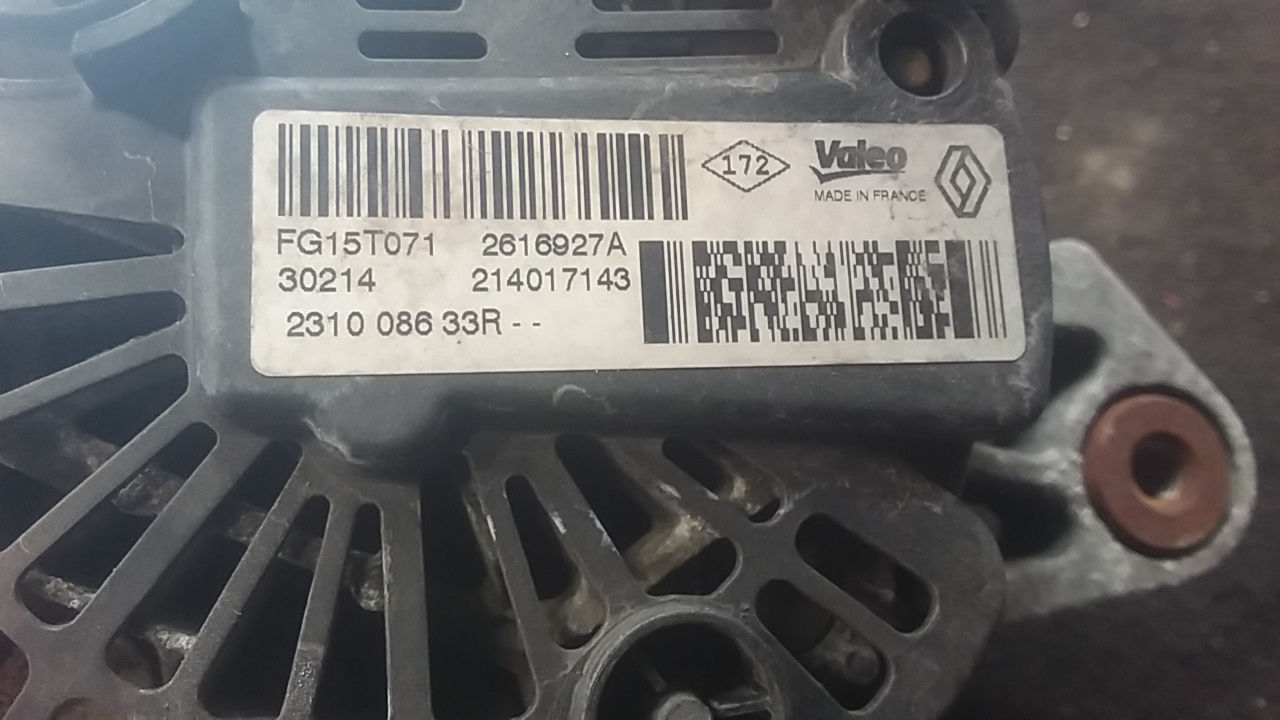 172
Valeo
MADE IN FRANCE
FG15T071 2616927A
30214 214017143
2310 086 33R - -